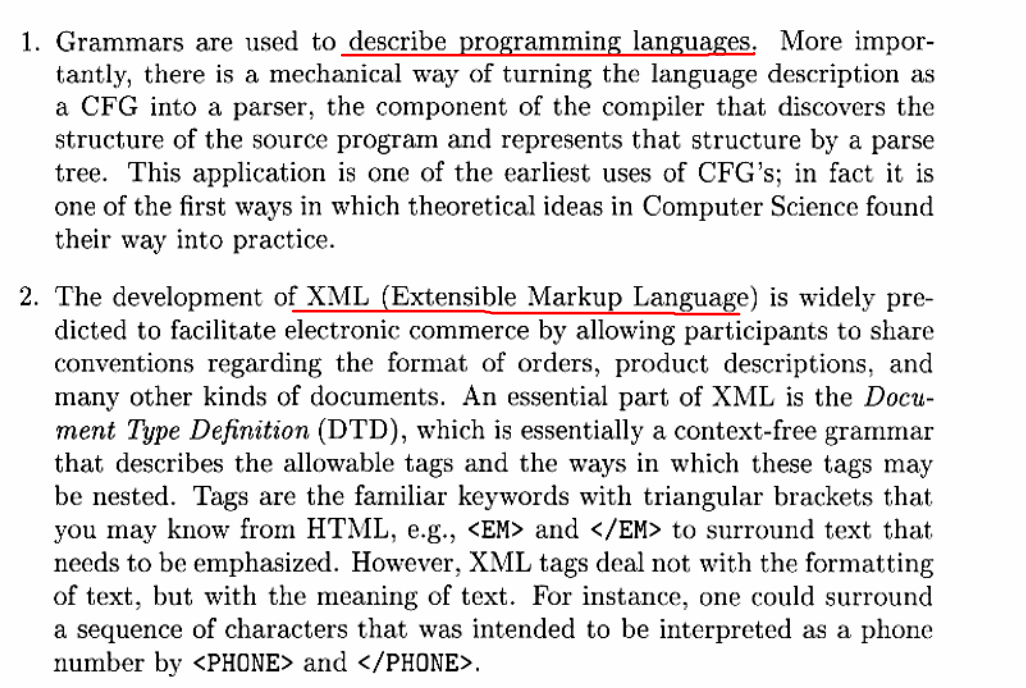 1. Grammars are used to describe programming languages. More impor-
tantly, there is a mechanical way of turning the language description as
a CFG into a parser, the component of the compiler that discovers the
structure of the source program and represents that structure by a parse
tree. This application is one of the earliest uses of CFG's; in fact it is
one of the first ways in which theoretical ideas in Computer Science found
their way into practice.
2. The development of XML (Extensible Markup Language) is widely pre-
dicted to facilitate electronic commerce by allowing participants to share
conventions regarding the format of orders, product descriptions, and
many other kinds of documents. An essential part of XML is the Docu-
ment Type Definition (DTD), which is essentially a context-free grammar
that describes the allowable tags and the ways in which these tags may
be nested. Tags are the familiar keywords with triangular brackets that
you may know from HTML, e.g., <EM> and </EM> to surround text that
needs to be emphasized. However, XML tags deal not with the formatting
of text, but with the meaning of text. For instance, one could surround
a sequence of characters that was intended to be interpreted as a phone
number by <PHONE> and </PHONE>.